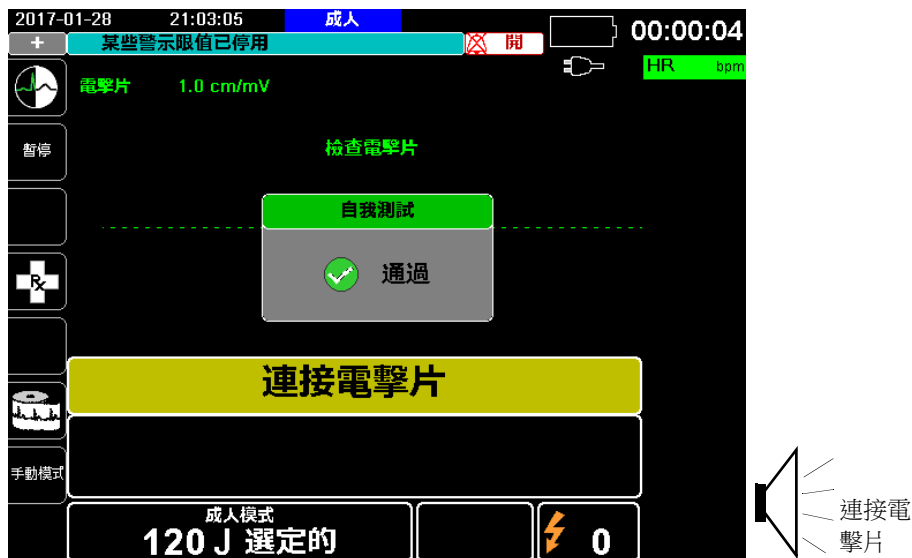 2017-01-28 21:03:05 成人
00:00:04
+ 某些警示限值已停用 開
HR bpm
電擊片 1.0 cm/mV
暫停
檢查電擊片
自我測試
通過
Rx
連接電擊片
手動模式
成人模式
120 J 選定的
0
連接電
擊片